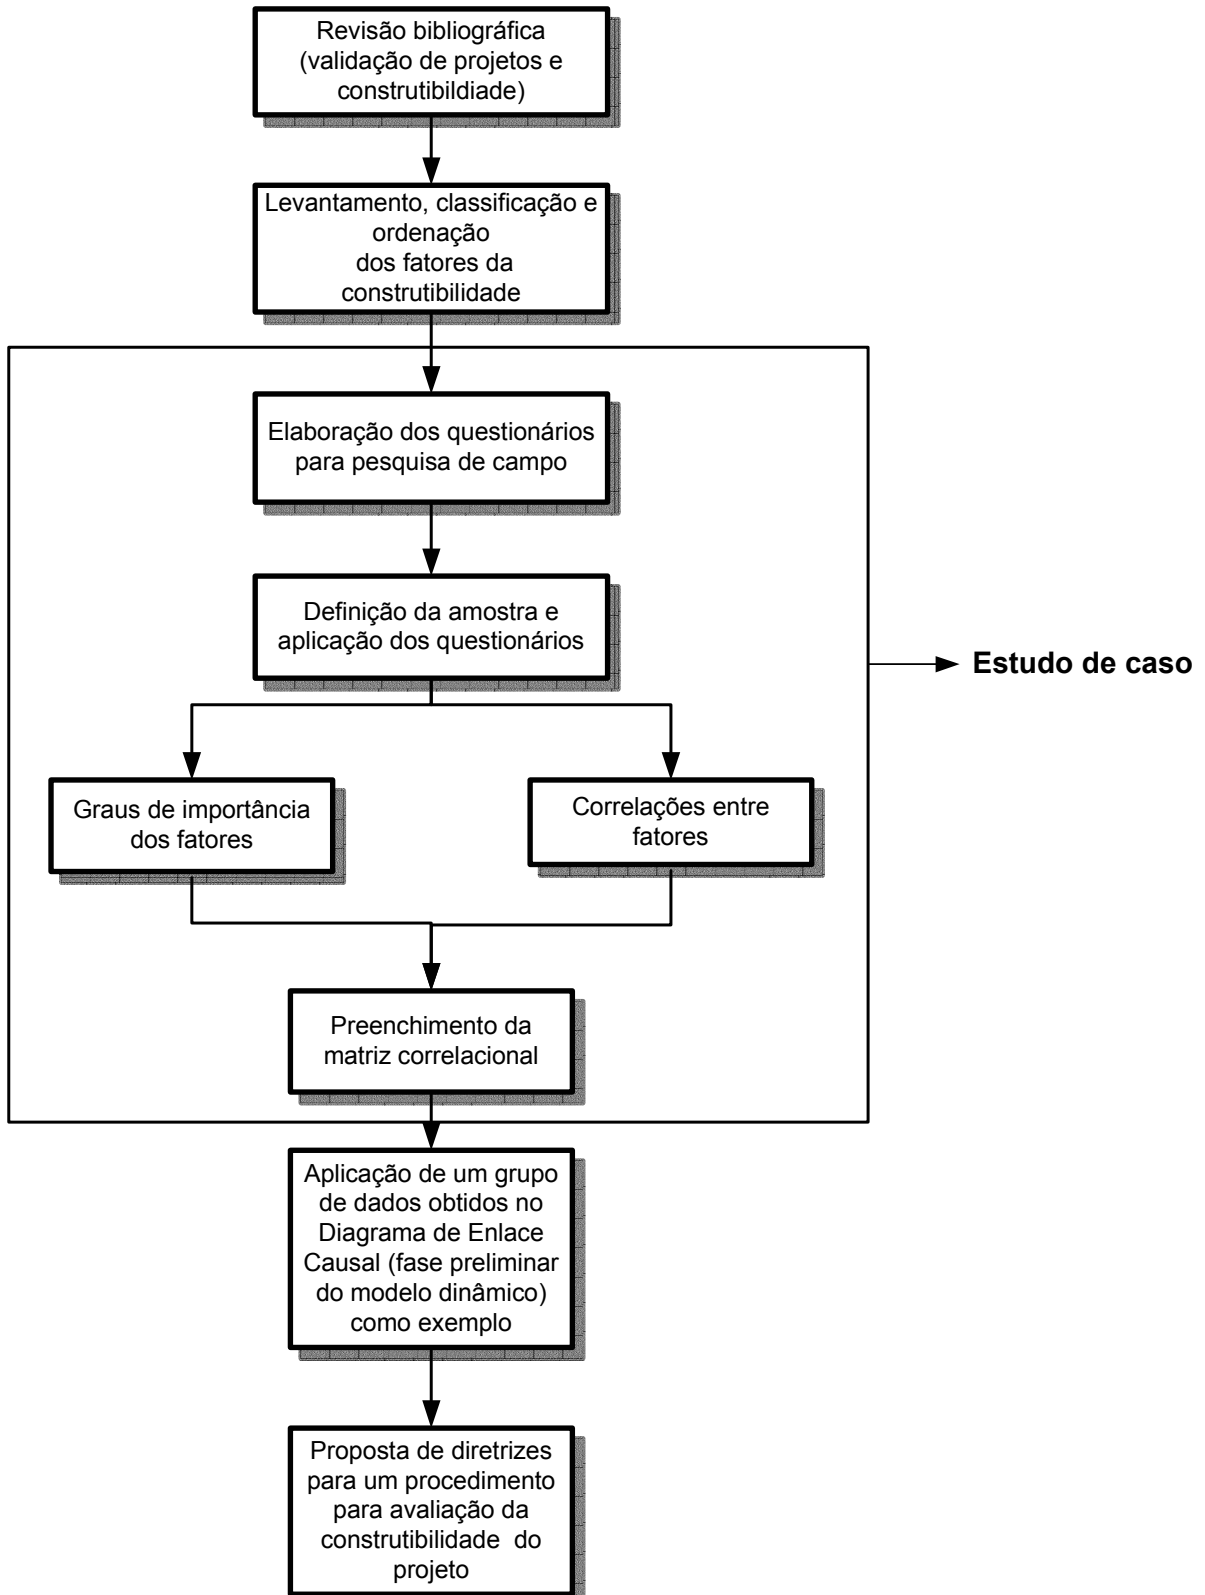 Revisão bibliográfica
(validação de projetos e
construtibildiade)
Levantamento, classificação e
ordenação
dos fatores da
construtibilidade
Elaboração dos questionários
para pesquisa de campo
Definição da amostra e
aplicação dos questionários
Estudo de caso
Graus de importância
dos fatores
Correlações entre
fatores
Preenchimento da
matriz correlacional
Aplicação de um grupo
de dados obtidos no
Diagrama de Enlace
Causal (fase preliminar
do modelo dinâmico)
como exemplo
Proposta de diretrizes
para um procedimento
para avaliação da
construtibilidade do
projeto